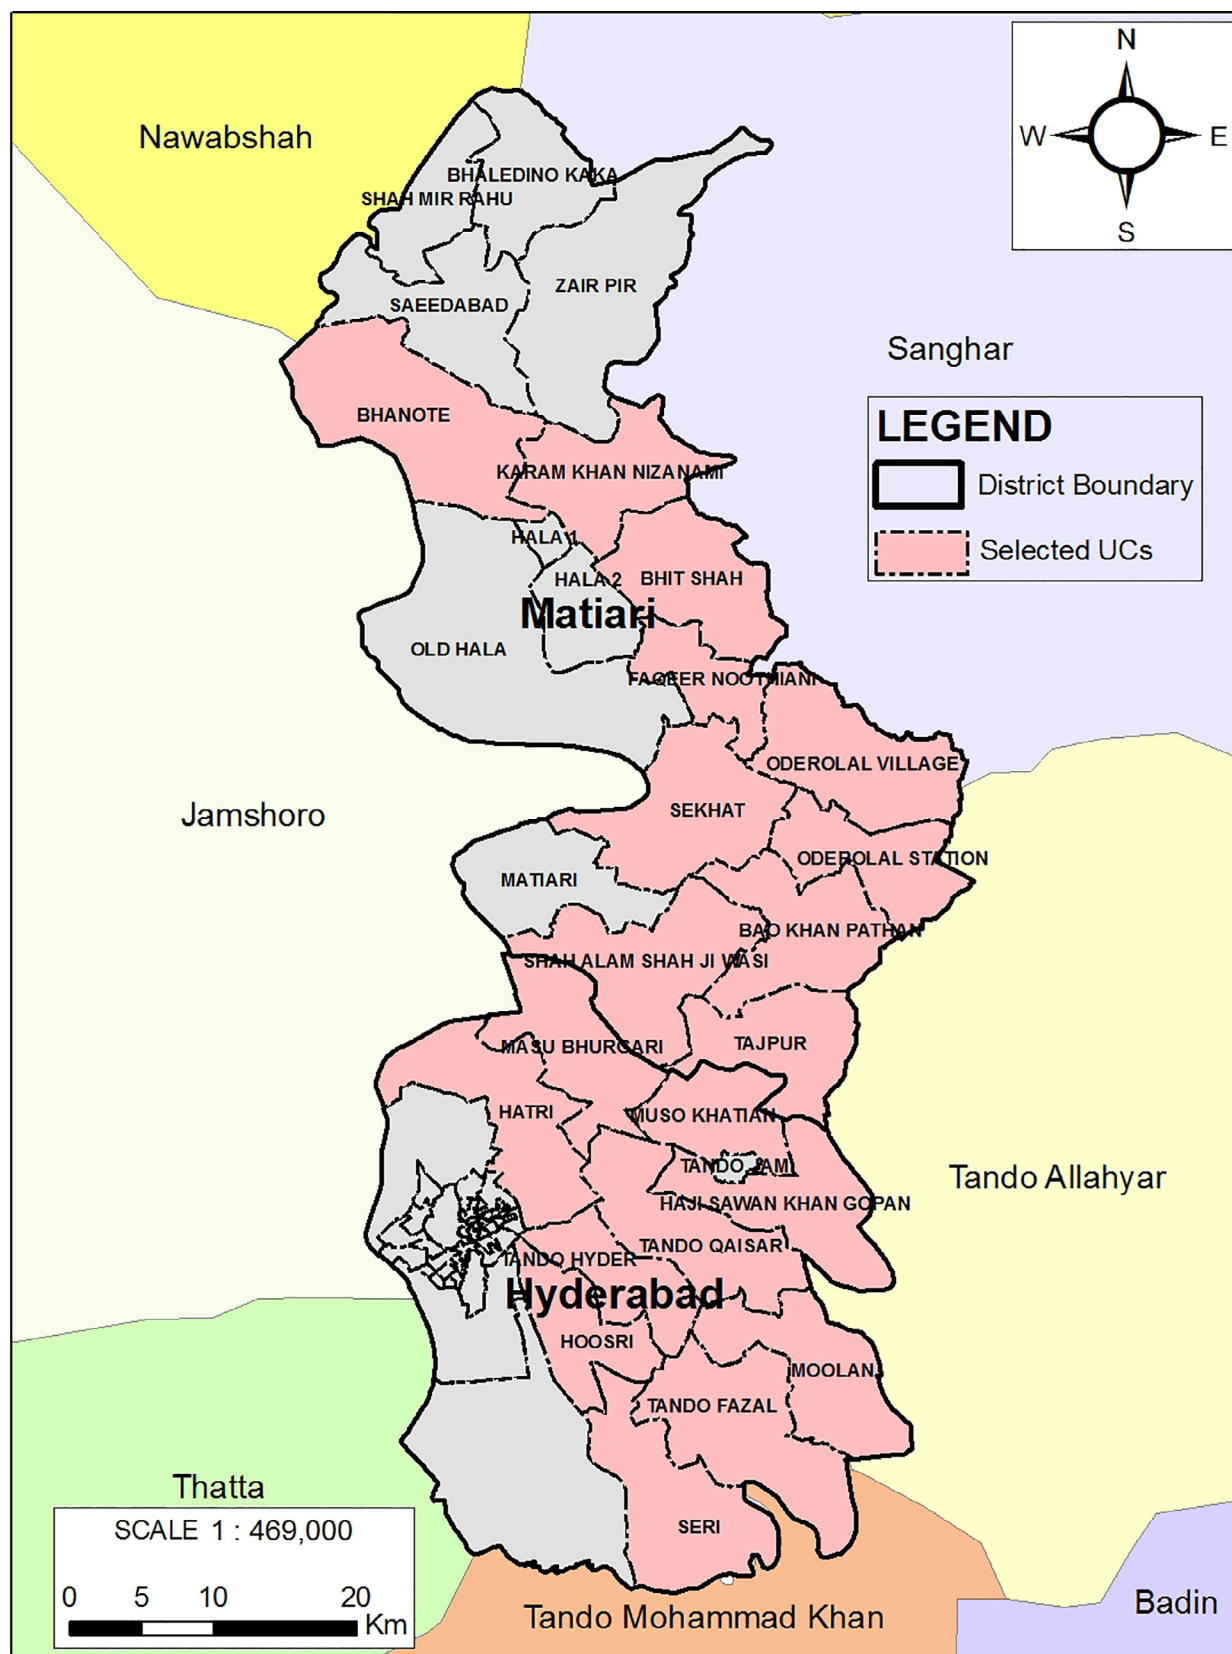 N
W E
S
Nawabshah
BHALEDINO KAKA
SHAH MIR RAHU
ZAIR PIR
SAEEDABAD
Sanghar
LEGEND
District Boundary
Selected UCs
BHANOTE
KARAM KHAN NIZANAMI
HALA 1
HALA 2
BHIT SHAH
Matiari
OLD HALA
FAQEER NOOTHIANI
ODEROLAL VILLAGE
SEKHAT
Jamshoro
ODEROLAL STATION
MATIARI
BAO KHAN PATHAN
SHAH ALAM SHAH JI WASI
TAJPUR
MASU BHURGARI
HATRI
MUSO KHATIAN
TANDO JAM
Tando Allahyar
HAJI SAWAN KHAN GOPAN
TANDO QAISAR
TANDO HYDER
Hyderabad
HOOSRI
MOOLAN
TANDO FAZAL
Thatta
SERI
SCALE 1 : 469,000
0 5 10 20
Km
Tando Mohammad Khan
Badin